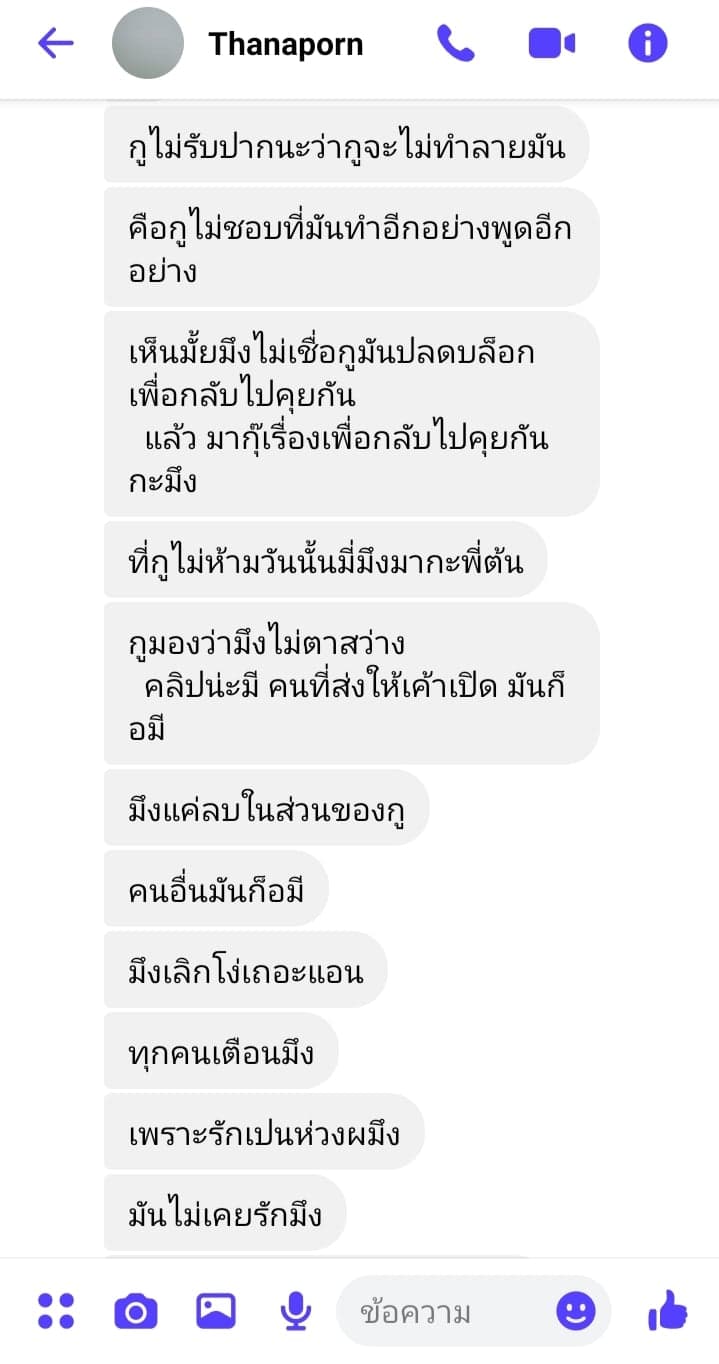 Thanaporn
กูไม่รับปากนะว่ากูจะไม่ทำลายมัน
คือกูไม่ชอบที่มันทำอีกอย่างพูดอีก
อย่าง
เห็นมั้ยมึงไม่เชื่อกูมันปลดบล็อก
เพื่อกลับไปคุยกัน
แล้ว มากุ๊เรื่องเพื่อกลับไปคุยกัน
กะมึง
ที่กูไม่ห้ามวันนั้นมี่มึงมากะพี่ต้น
กูมองว่ามึงไม่ตาสว่าง
คลิปน่ะมี คนที่ส่งให้เค้าเปิด มันก็
อมี
มึงแค่ลบในส่วนของกู
คนอื่นมันก็อมี
มึงเลิกโง่เถอะแอน
ทุกคนเตือนมึง
เพราะรักเปนห่วงผมึง
มันไม่เคยรักมึง
ข้อความ